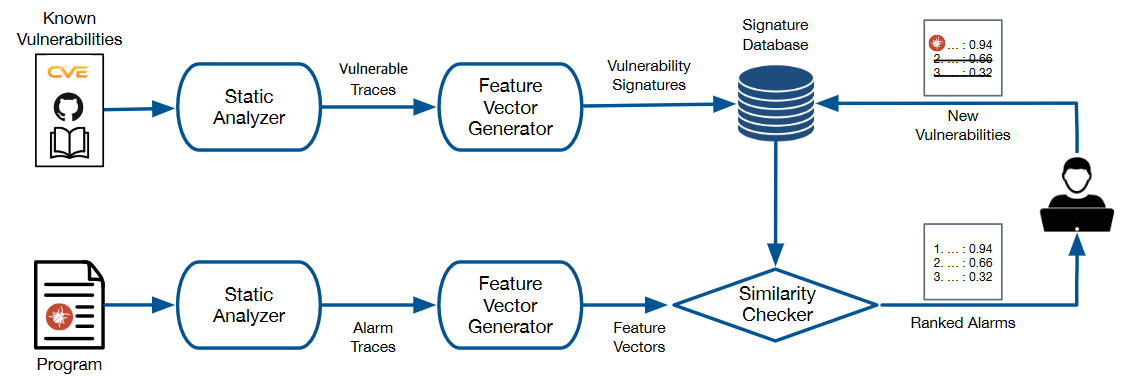 Known
Vulnerabilities
CVE
Static
Analyzer
Vulnerable
Traces
Feature
Vector
Generator
Vulnerability
Signatures
Signature
Database
... : 0.94
2. ... : 0.66
3. ... : 0.32
New
Vulnerabilities
Program
Static
Analyzer
Alarm
Traces
Feature
Vector
Generator
Feature
Vectors
Similarity
Checker
1. ... : 0.94
2. ... : 0.66
3. ... : 0.32
Ranked Alarms